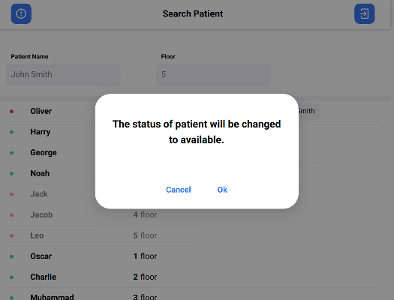 Search Patient
Patient Name
Floor
John Smith
5
The status of patient will be changed
to available.
Cancel
Ok
Oliver
Harry
George
Noah
Jack
Jacob
4 floor
Leo
5 floor
Oscar
1 floor
Charlie
2 floor
Muhammad
3 floor